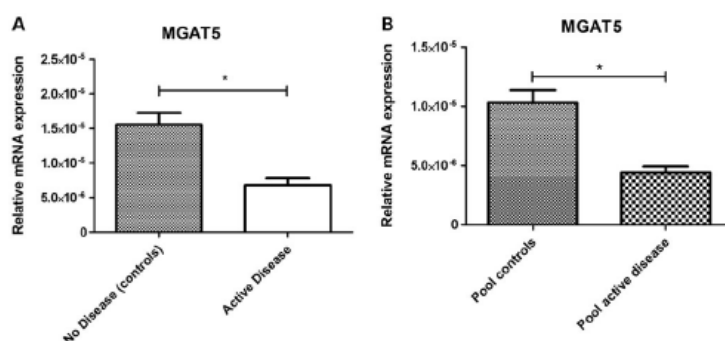 A
MGAT5
Relative mRNA expression
2.5×10⁻⁵
2.0×10⁻⁵
1.5×10⁻⁵
1.0×10⁻⁵
5.0×10⁻⁶
0
*
No Disease (controls)
Active Disease
B
MGAT5
Relative mRNA expression
1.5×10⁻⁵
1.0×10⁻⁵
5.0×10⁻⁶
0
*
Pool controls
Pool active disease